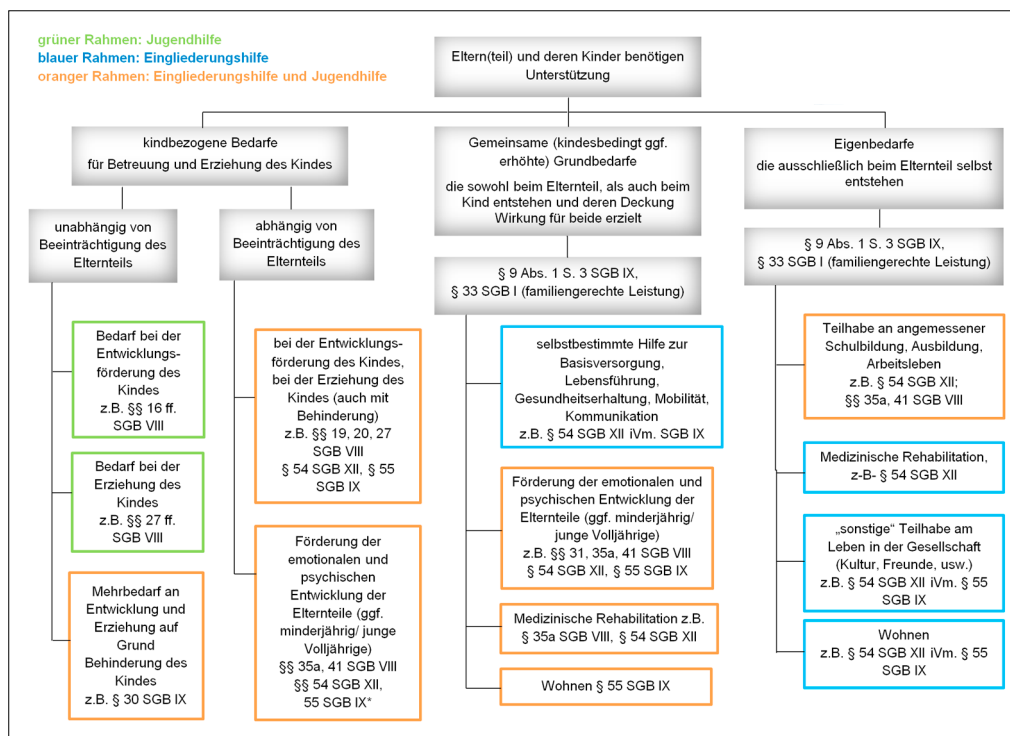 grüner Rahmen: Jugendhilfe
blauer Rahmen: Eingliederungshilfe
oranger Rahmen: Eingliederungshilfe und Jugendhilfe
Eltern(teil) und deren Kinder benötigen
Unterstützung
kindbezogene Bedarfe
für Betreuung und Erziehung des Kindes
unabhängig von
Beeinträchtigung des
Elternteils
Bedarf bei der
Entwicklungs-
förderung des
Kindes
z.B. §§ 16 ff.
SGB VIII
Bedarf bei der
Erziehung des
Kindes
z.B. §§ 27 ff.
SGB VIII
Mehrbedarf an
Entwicklung und
Erziehung auf
Grund
Behinderung des
Kindes
z.B. § 30 SGB IX
abhängig von
Beeinträchtigung des
Elternteils
bei der Entwicklungs-
förderung des Kindes,
bei der Erziehung des
Kindes (auch mit
Behinderung)
z.B. §§ 19, 20, 27
SGB VIII
§ 54 SGB XII, § 55
SGB IX
Förderung der
emotionalen und
psychischen
Entwicklung der
Elternteile (ggf.
minderjährig/ junge
Volljährige)
§§ 35a, 41 SGB VIII
§§ 54 SGB XII,
55 SGB IX*
Gemeinsame (kindesbedingt ggf.
erhöhte) Grundbedarfe
die sowohl beim Elternteil, als auch beim
Kind entstehen und deren Deckung
Wirkung für beide erzielt
§ 9 Abs. 1 S. 3 SGB IX,
§ 33 SGB I (familiengerechte Leistung)
selbstbestimmte Hilfe zur
Basisversorgung,
Lebensführung,
Gesundheitserhaltung, Mobilität,
Kommunikation
z.B. § 54 SGB XII iVm. SGB IX
Förderung der emotionalen und
psychischen Entwicklung der
Elternteile (ggf. minderjährig/
junge Volljährige)
z.B. §§ 31, 35a, 41 SGB VIII
§ 54 SGB XII, § 55 SGB IX
Medizinische Rehabilitation z.B.
§ 35a SGB VIII, § 54 SGB XII
Wohnen § 55 SGB IX
Eigenbedarfe
die ausschließlich beim Elternteil selbst
entstehen
§ 9 Abs. 1 S. 3 SGB IX,
§ 33 SGB I (familiengerechte Leistung)
Teilhabe an angemessener
Schulbildung, Ausbildung,
Arbeitsleben
z.B. § 54 SGB XII;
§§ 35a, 41 SGB VIII
Medizinische Rehabilitation,
z-B- § 54 SGB XII
„sonstige“ Teilhabe am
Leben in der Gesellschaft
(Kultur, Freunde, usw.)
z.B. § 54 SGB XII iVm. § 55
SGB IX
Wohnen
z.B. § 54 SGB XII iVm. § 55
SGB IX